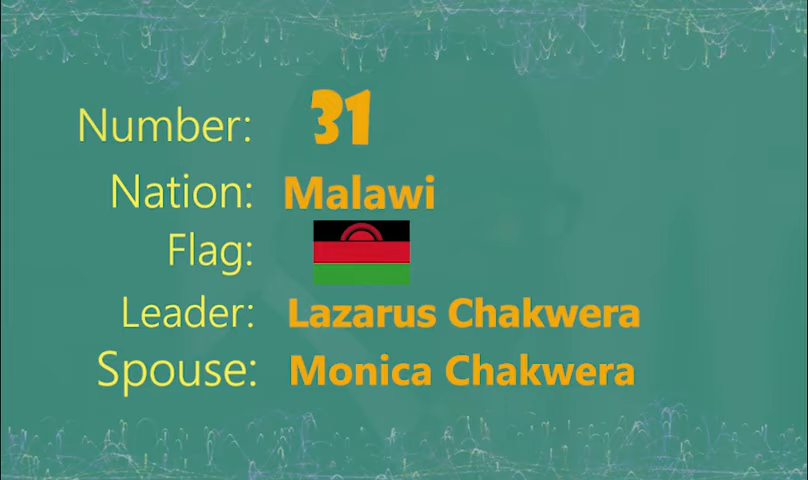 Number: 31
Nation: Malawi
Flag:
Leader: Lazarus Chakwera
Spouse: Monica Chakwera